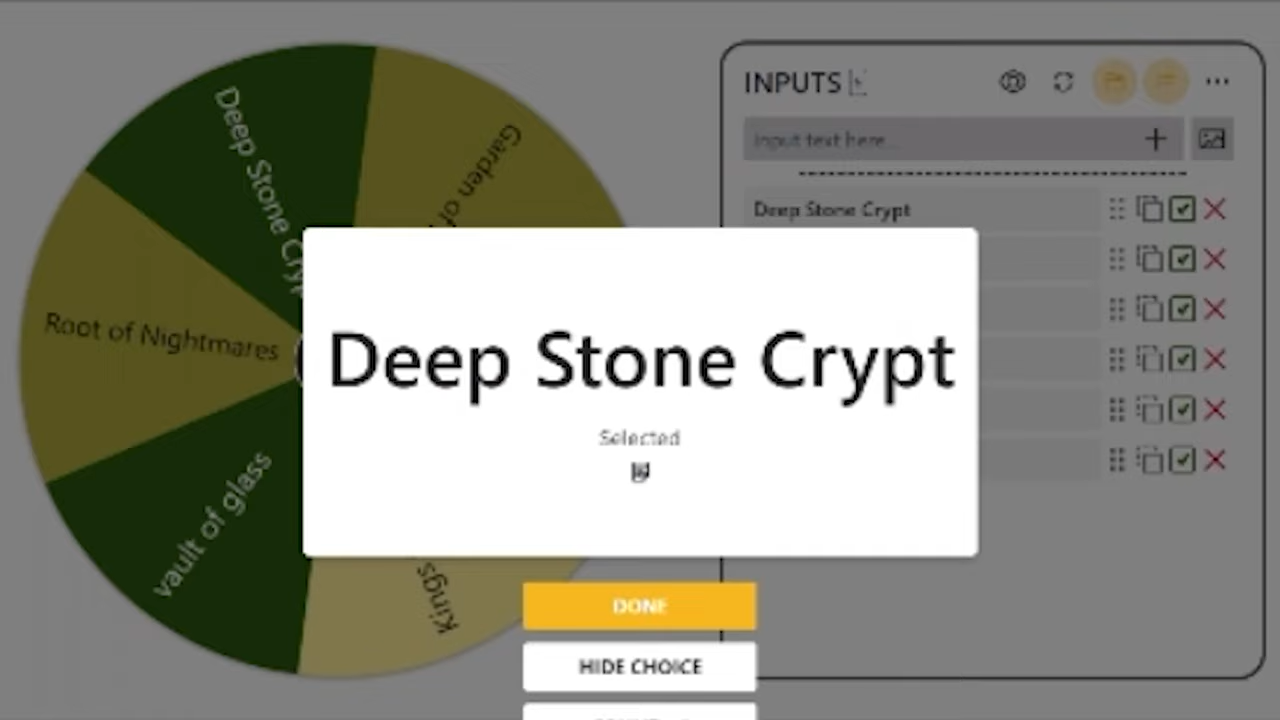 Deep Stone Cry
Garden of
Root of Nightmares
vault of glass
Kings
INPUTS
Input text here...
Deep Stone Crypt
Deep Stone Crypt
Selected
DONE
HIDE CHOICE